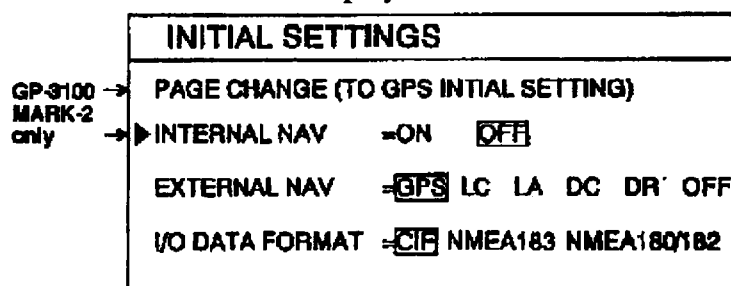 INITIAL SETTINGS
GP-3100 MARK-2 only
PAGE CHANGE (TO GPS INTIAL SETTING)
INTERNAL NAV =ON OFF
EXTERNAL NAV =GPS LC LA DC DR OFF
I/O DATA FORMAT =CIF NMEA183 NMEA180/182